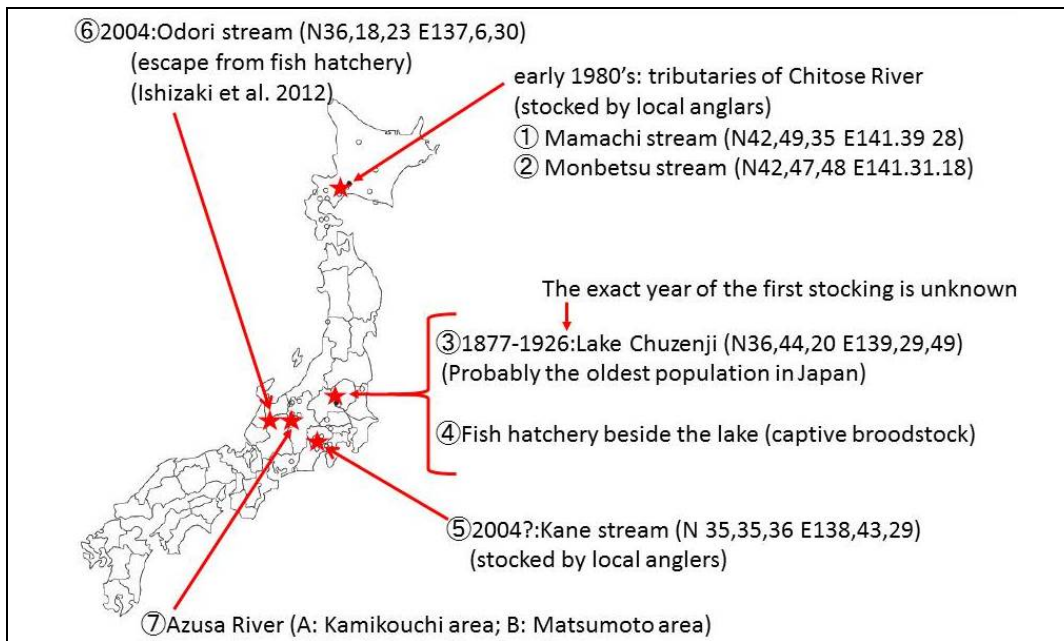 ⑥2004:Odori stream (N36,18,23 E137,6,30)
(escape from fish hatchery)
(Ishizaki et al. 2012)
early 1980's: tributaries of Chitose River
(stocked by local anglars)
① Mamachi stream (N42,49,35 E141.39 28)
② Monbetsu stream (N42,47,48 E141.31.18)
The exact year of the first stocking is unknown
③1877-1926:Lake Chuzenji (N36,44,20 E139,29,49)
(Probably the oldest population in Japan)
④Fish hatchery beside the lake (captive broodstock)
⑤2004?:Kane stream (N 35,35,36 E138,43,29)
(stocked by local anglers)
⑦Azusa River (A: Kamikouchi area; B: Matsumoto area)